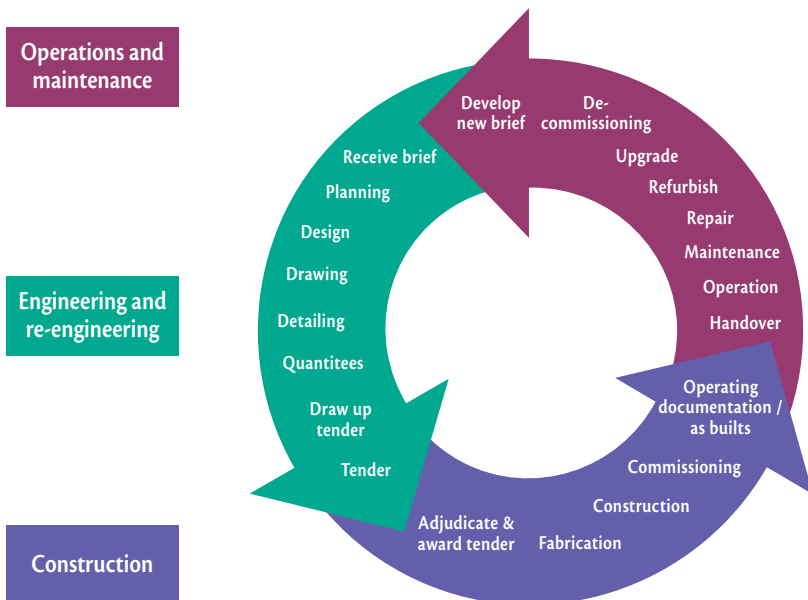 Operations and
maintenance
Engineering and
re-engineering
Construction
Develop
new brief
De-
commissioning
Upgrade
Refurbish
Repair
Maintenance
Operation
Handover
Receive brief
Planning
Design
Drawing
Detailing
Quantitees
Draw up
tender
Tender
Adjudicate &
award tender
Fabrication
Construction
Commissioning
Operating
documentation /
as builts